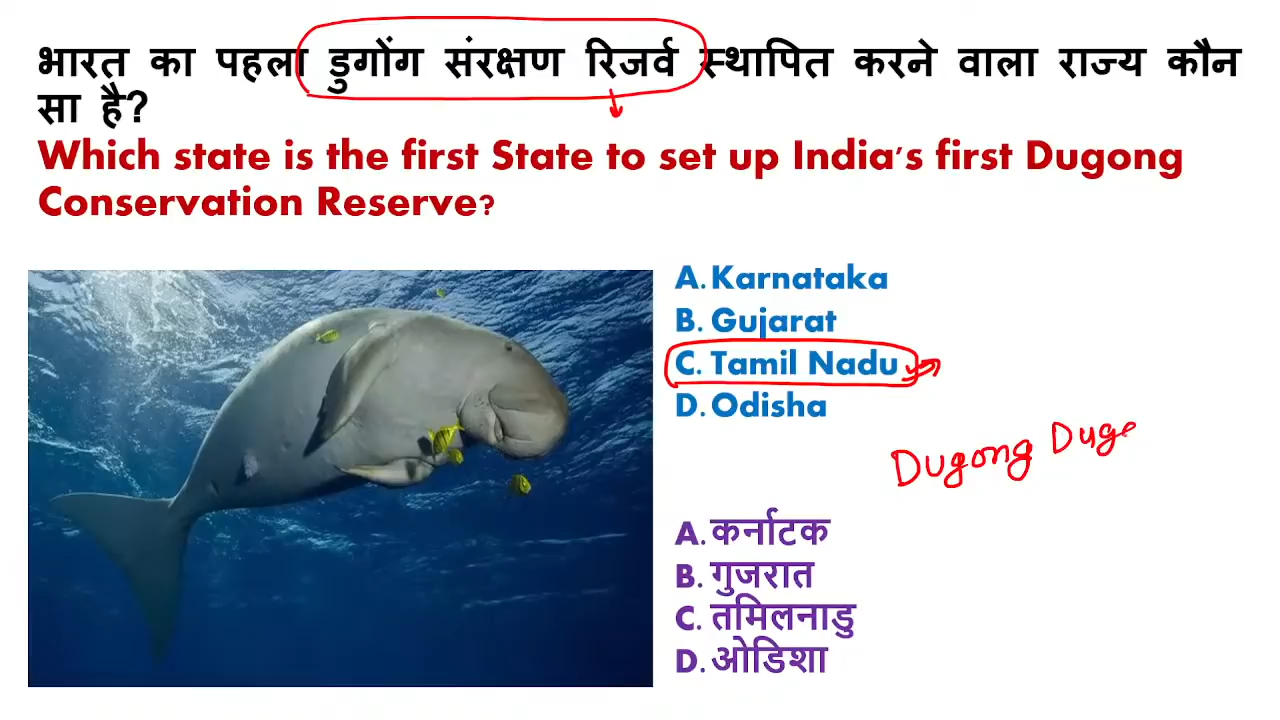 भारत का पहला डुगोंग संरक्षण रिजर्व स्थापित करने वाला राज्य कौन
सा है?
Which state is the first State to set up India's first Dugong
Conservation Reserve?
A. Karnataka
B. Gujarat
C. Tamil Nadu
D. Odisha
Dugong Duge
A. कर्नाटक
B. गुजरात
C. तमिलनाडु
D. ओडिशा